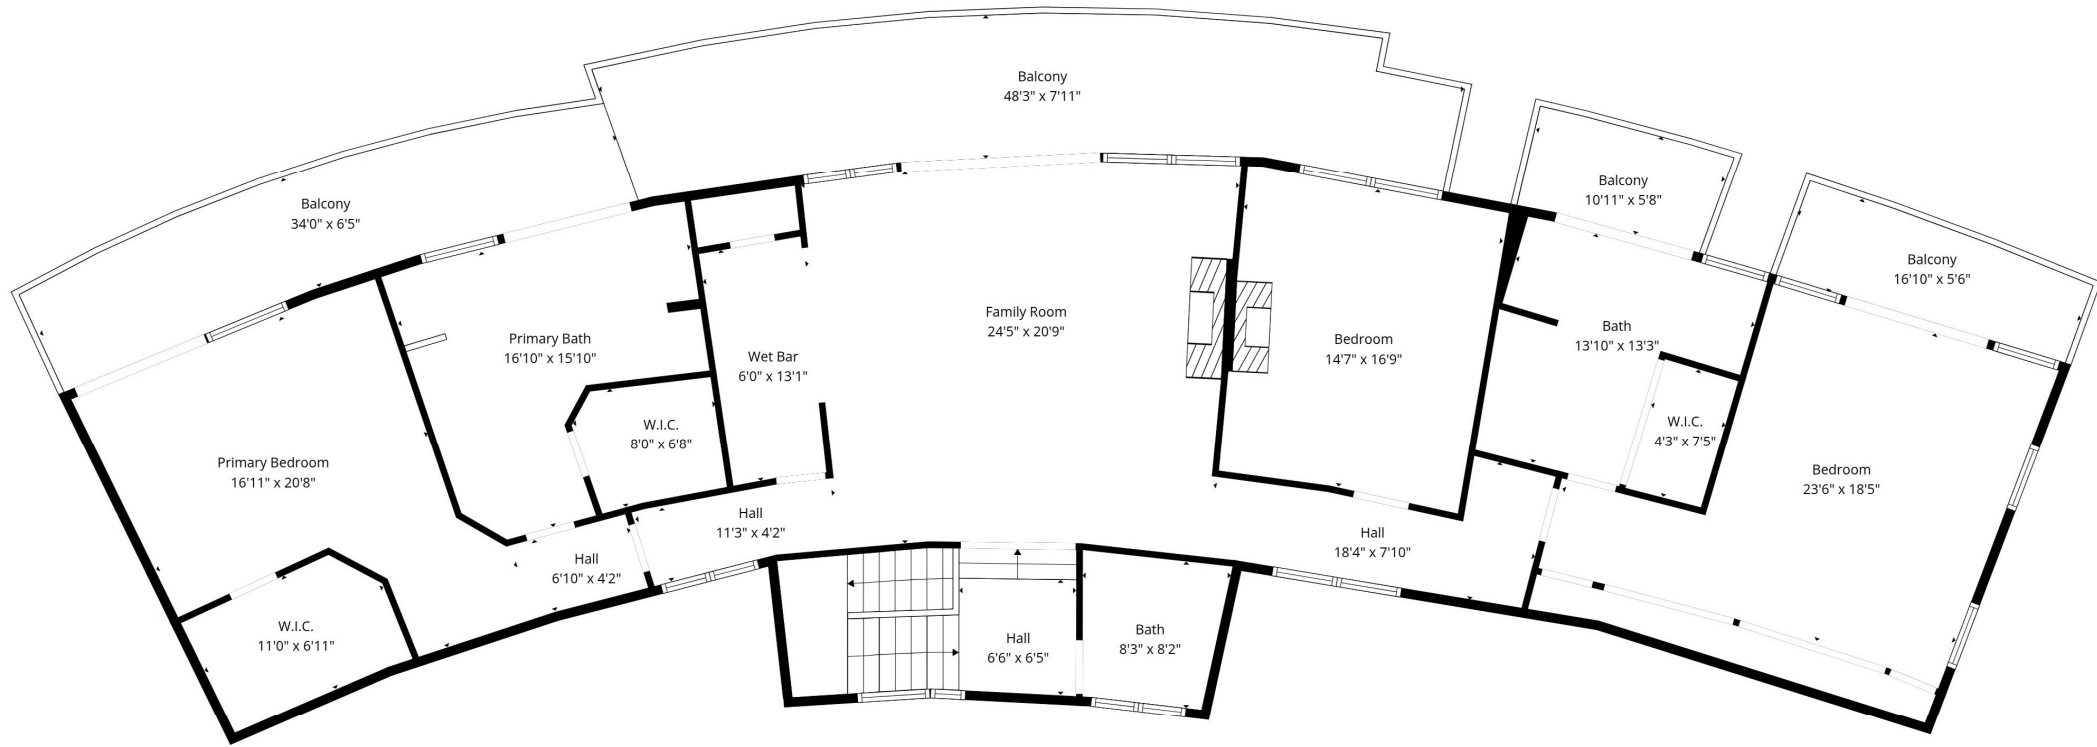 Balcony
48'3" x 7'11"
Balcony
34'0" x 6'5"
Balcony
10'11" x 5'8"
Balcony
16'10" x 5'6"
Primary Bath
16'10" x 15'10"
Wet Bar
6'0" x 13'1"
Family Room
24'5" x 20'9"
Bedroom
14'7" x 16'9"
Bath
13'10" x 13'3"
W.I.C.
8'0" x 6'8"
W.I.C.
4'3" x 7'5"
Primary Bedroom
16'11" x 20'8"
Bedroom
23'6" x 18'5"
Hall
11'3" x 4'2"
Hall
6'10" x 4'2"
Hall
18'4" x 7'10"
W.I.C.
11'0" x 6'11"
Hall
6'6" x 6'5"
Bath
8'3" x 8'2"